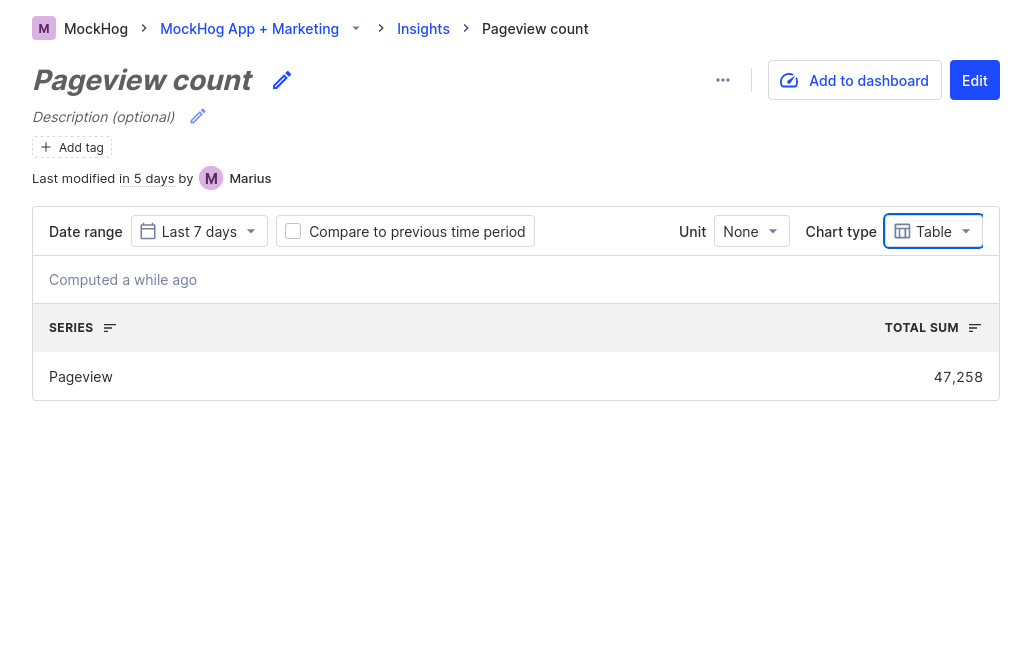 M MockHog MockHog App + Marketing Insights Pageview count
Pageview count
Add to dashboard Edit
Description (optional)
Add tag
Last modified in 5 days by M Marius
Date range Last 7 days Compare to previous time period Unit None Chart type Table
Computed a while ago
SERIES TOTAL SUM
Pageview 47,258